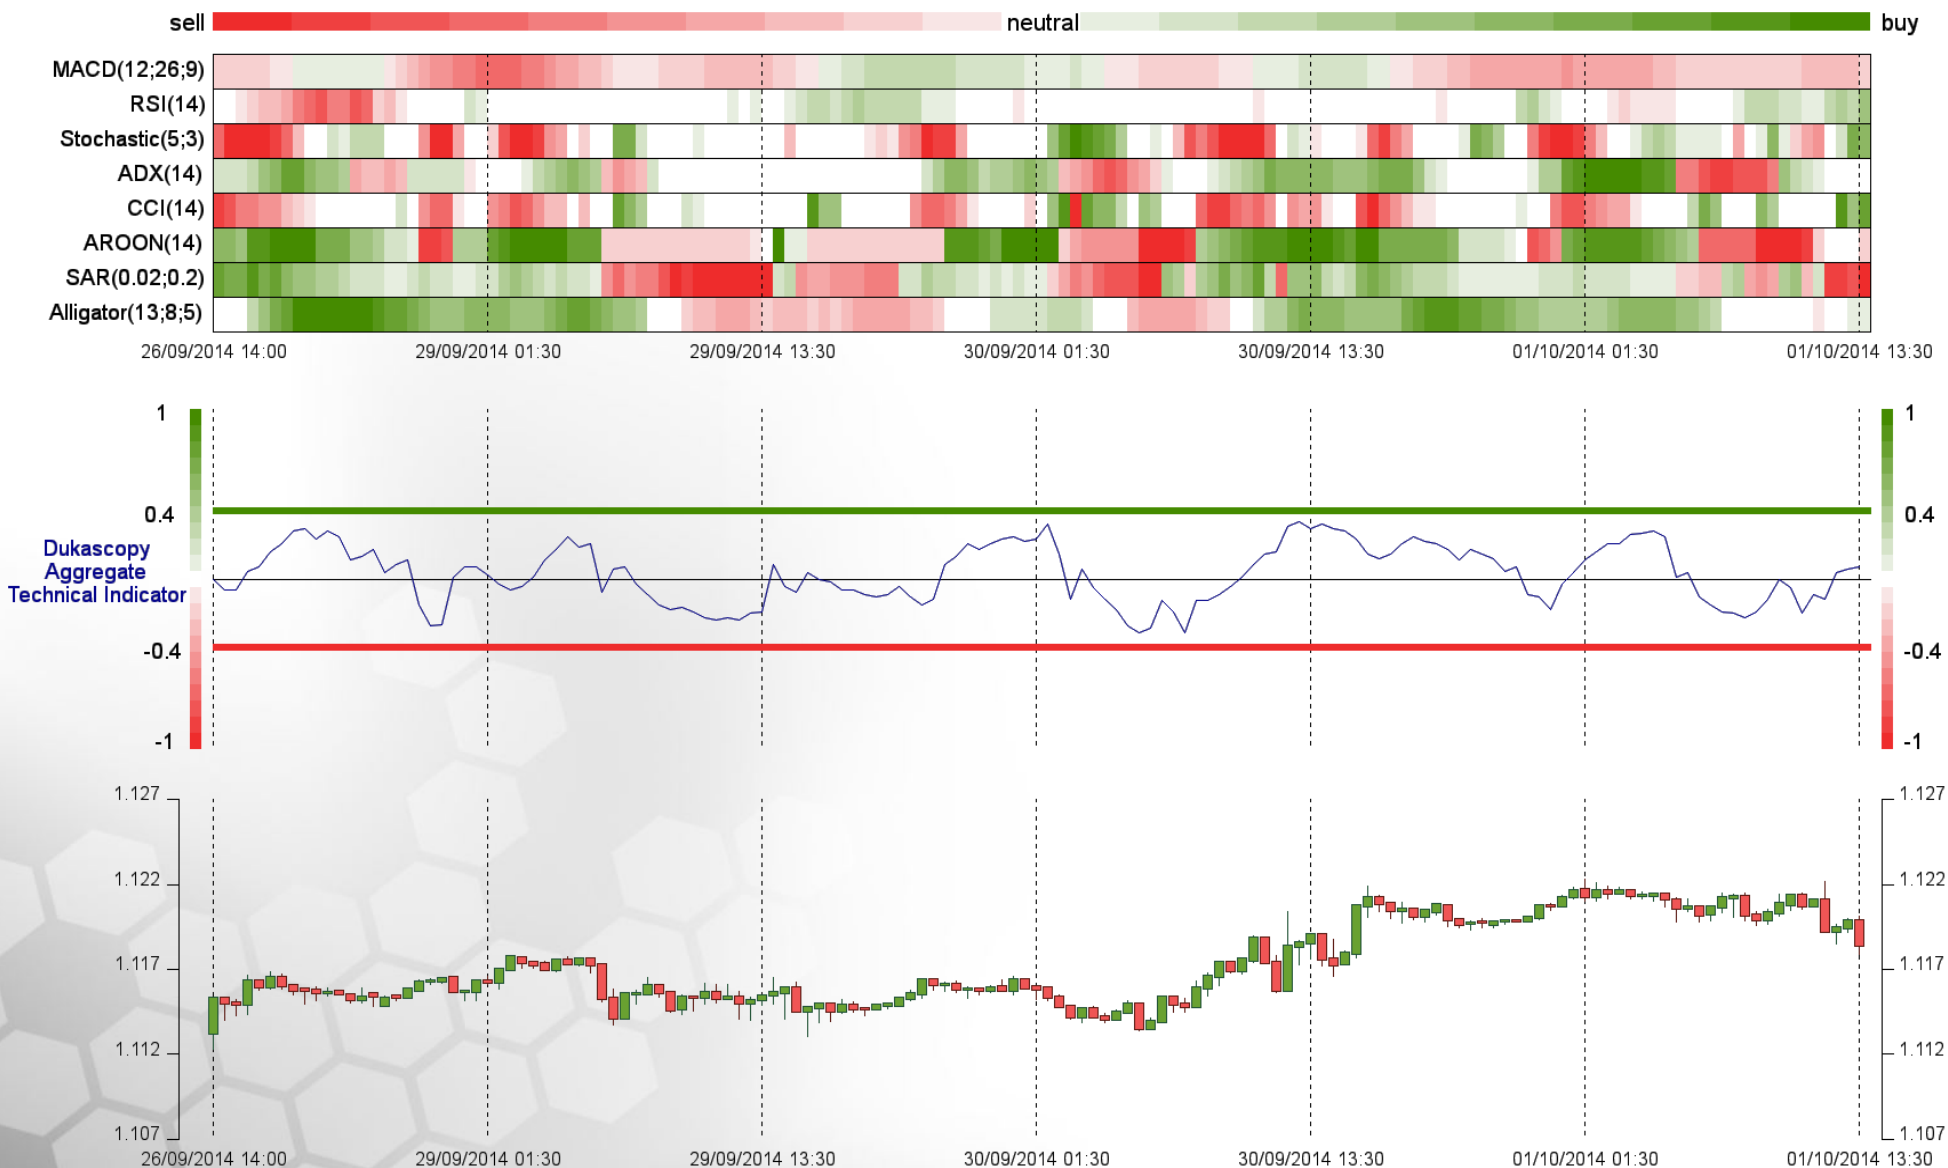 sell neutral buy
MACD(12;26;9)
RSI(14)
Stochastic(5;3)
ADX(14)
CCI(14)
AROON(14)
SAR(0.02;0.2)
Alligator(13;8;5)
26/09/2014 14:00 29/09/2014 01:30 29/09/2014 13:30 30/09/2014 01:30 30/09/2014 13:30 01/10/2014 01:30 01/10/2014 13:30
1 1
0.4 0.4
Dukascopy
Aggregate
Technical Indicator
-0.4 -0.4
-1 -1
1.127 1.127
1.122 1.122
1.117 1.117
1.112 1.112
1.107 1.107
26/09/2014 14:00 29/09/2014 01:30 29/09/2014 13:30 30/09/2014 01:30 30/09/2014 13:30 01/10/2014 01:30 01/10/2014 13:30